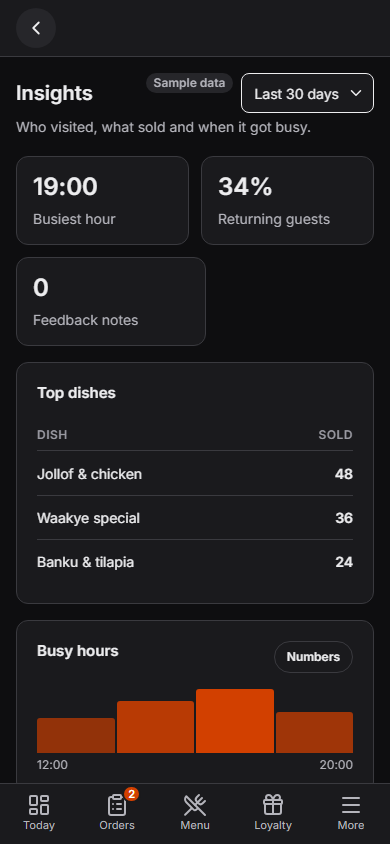 Insights
Sample data
Last 30 days
Who visited, what sold and when it got busy.
19:00
Busiest hour
34%
Returning guests
0
Feedback notes
Top dishes
DISH SOLD
Jollof & chicken 48
Waakye special 36
Banku & tilapia 24
Busy hours
Numbers
12:00 20:00
2
Today Orders Menu Loyalty More